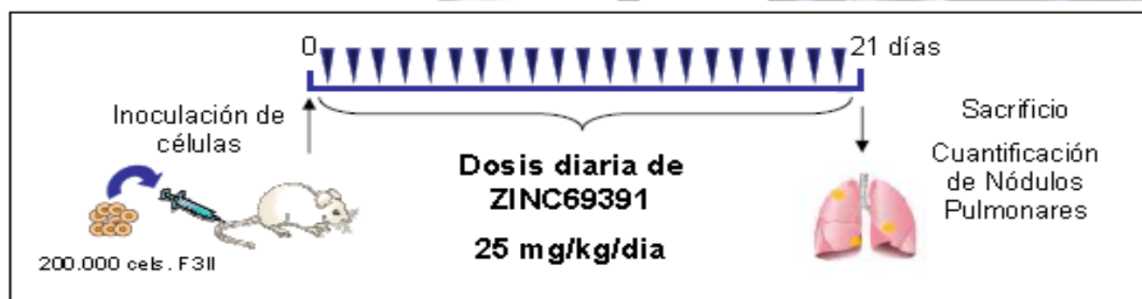 0
21 días
Inoculación de
células
200.000 cels. F3II
Dosis diaria de
ZINC69391
25 mg/kg/dia
Sacrificio
Cuantificación
de Nódulos
Pulmonares